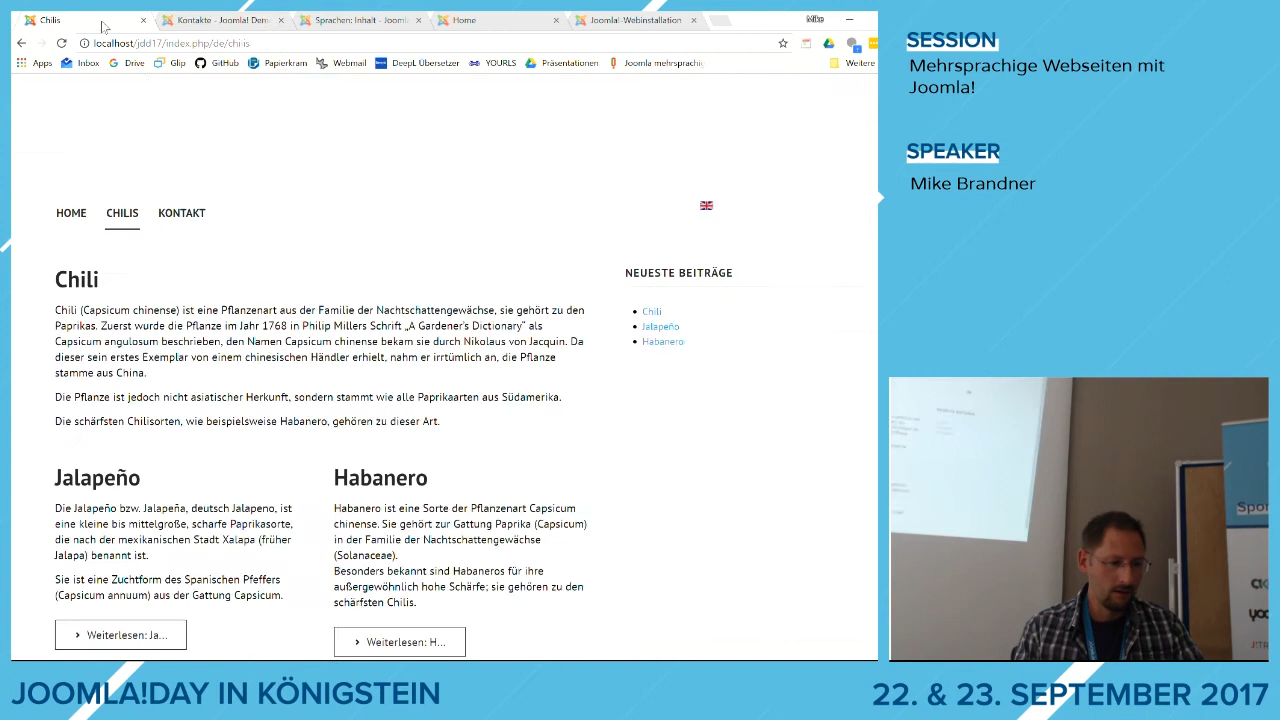 Chilis
Kontakte - Joomla! Dem
Sprachen: Inhalt - Joomla
Home
Joomla!-Webinstallation
Mike
localhost/jdd17/index.php/de/chilis
Apps
Inbox
Drive
Glip
GitHub
Papierkram
Webmail
DeepL Übersetzer
YOURLS
Präsentationen
Joomla mehrsprachig
Weitere
HOME
CHILIS
KONTAKT
Chili
Chili (Capsicum chinense) ist eine Pflanzenart aus der Familie der Nachtschattengewächse, sie gehört zu den
Paprikas. Zuerst wurde die Pflanze im Jahr 1768 in Philip Millers Schrift „A Gardener's Dictionary" als
Capsicum angulosum beschrieben, den Namen Capsicum chinense bekam sie durch Nikolaus von Jacquin. Da
dieser sein erstes Exemplar von einem chinesischen Händler erhielt, nahm er irrtümlich an, die Pflanze
stamme aus China.
Die Pflanze ist jedoch nicht asiatischer Herkunft, sondern stammt wie alle Paprikaarten aus Südamerika.
Die schärfsten Chilisorten, wie beispielsweise Habanero, gehören zu dieser Art.
NEUESTE BEITRÄGE
Chili
Jalapeño
Habanero
Jalapeño
Die Jalapeño bzw. Jalapeña, deutsch Jalapeno, ist
eine kleine bis mittelgroße, scharfe Paprikasorte,
die nach der mexikanischen Stadt Xalapa (früher
Jalapa) benannt ist.
Sie ist eine Zuchtform des Spanischen Pfeffers
(Capsicum annuum) aus der Gattung Capsicum.
Weiterlesen: Ja...
Habanero
Habanero ist eine Sorte der Pflanzenart Capsicum
chinense. Sie gehört zur Gattung Paprika (Capsicum)
in der Familie der Nachtschattengewächse
(Solanaceae).
Besonders bekannt sind Habaneros für ihre
außergewöhnlich hohe Schärfe; sie gehören zu den
schärfsten Chilis.
Weiterlesen: H...
SESSION
Mehrsprachige Webseiten mit
Joomla!
SPEAKER
Mike Brandner
Spo
JOOMLA!DAY IN KÖNIGSTEIN
22. & 23. SEPTEMBER 2017